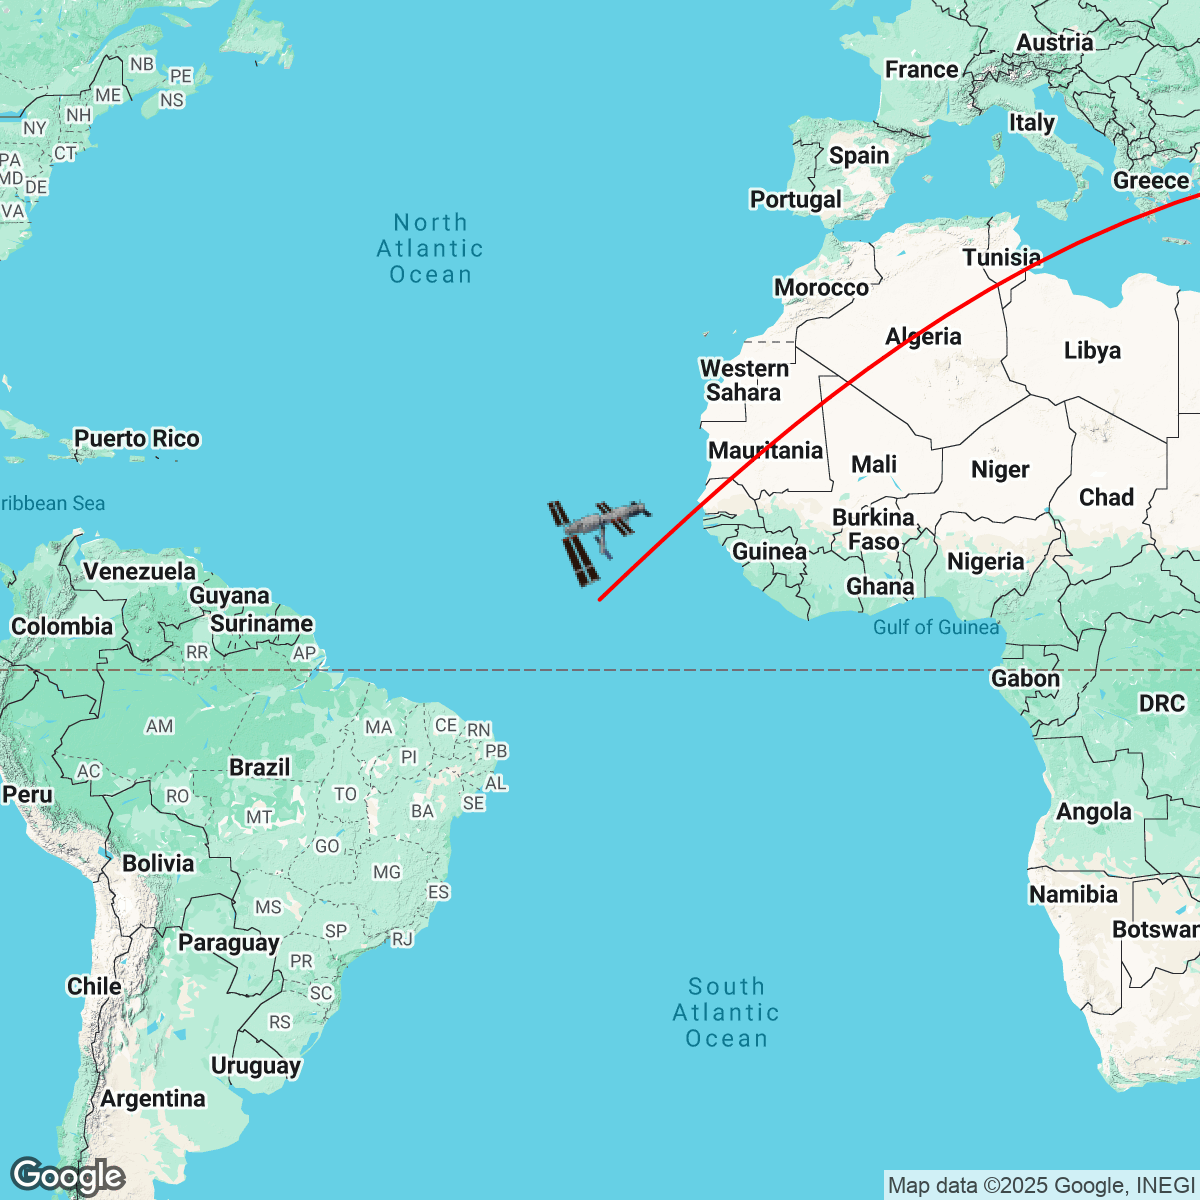 Austria
France
NB
PE
ME
NS
NH
NY
Italy
CT
PA
Spain
MD
Greece
DE
Portugal
VA
North
Atlantic
Ocean
Tunisia
Morocco
Algeria
Libya
Western
Sahara
Puerto Rico
Mauritania
Mali
Niger
Chad
ribbean Sea
Burkina
Faso
Guinea
Nigeria
Venezuela
Ghana
Guyana
Suriname
Colombia
Gulf of Guinea
RR
AP
Gabon
DRC
AM
MA
CE
RN
PB
PI
Brazil
AC
AL
Peru
RO
TO
SE
BA
MT
Angola
GO
Bolivia
MG
ES
Namibia
MS
Botswar
SP
RJ
Paraguay
PR
Chile
SC
South
Atlantic
Ocean
RS
Uruguay
Argentina
Google
Map data ©2025 Google, INEGI